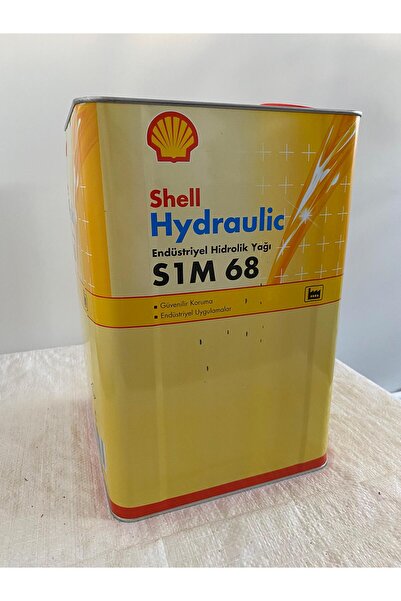 Shell
Hydraulic
Endüstriyel Hidrolik Yağı
S1M 68
Güvenilir Koruma
Endüstriyel Uygulamalar